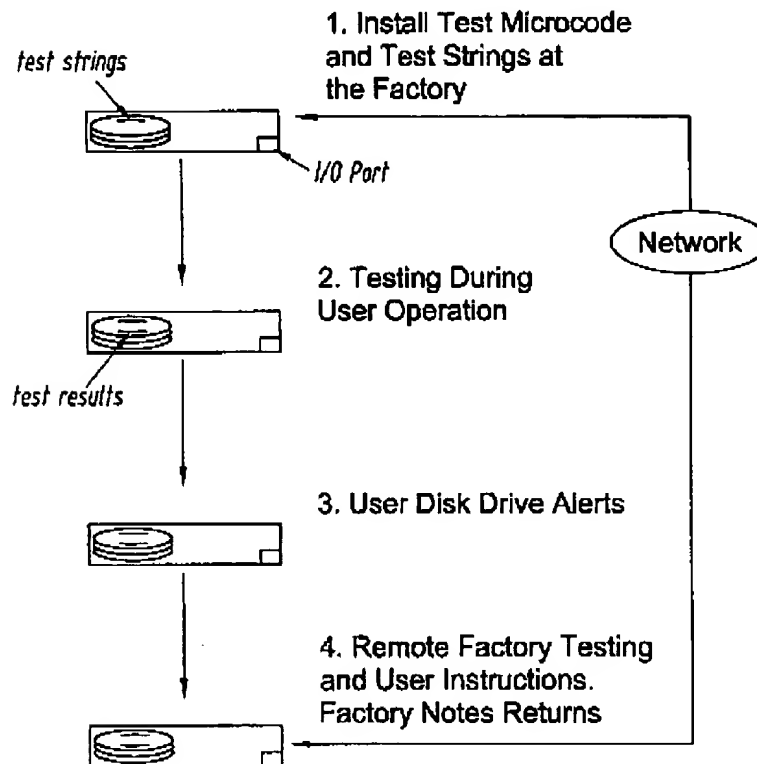 1. Install Test Microcode
and Test Strings at
the Factory
test strings
I/O Port
Network
2. Testing During
User Operation
test results
3. User Disk Drive Alerts
4. Remote Factory Testing
and User Instructions.
Factory Notes Returns